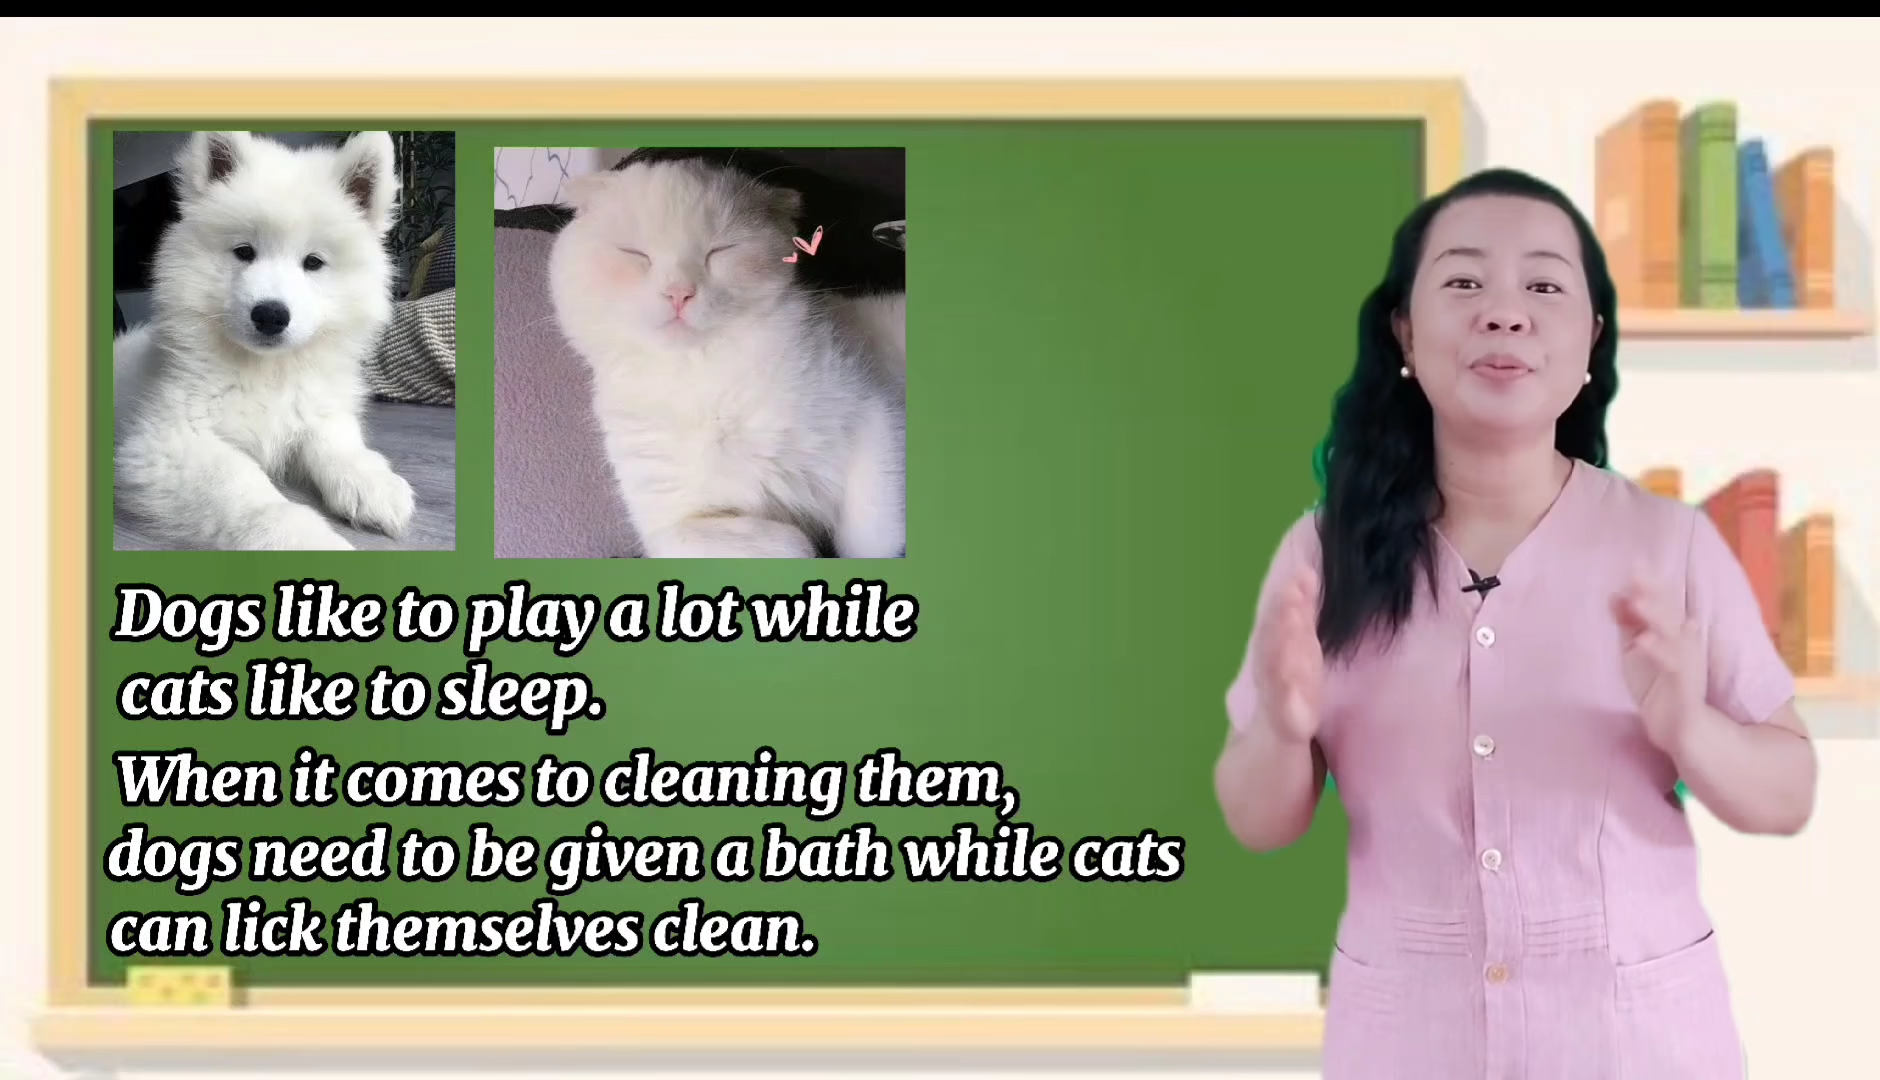 Dogs like to play a lot while
cats like to sleep.
When it comes to cleaning them,
dogs need to be given a bath while cats
can lick themselves clean.